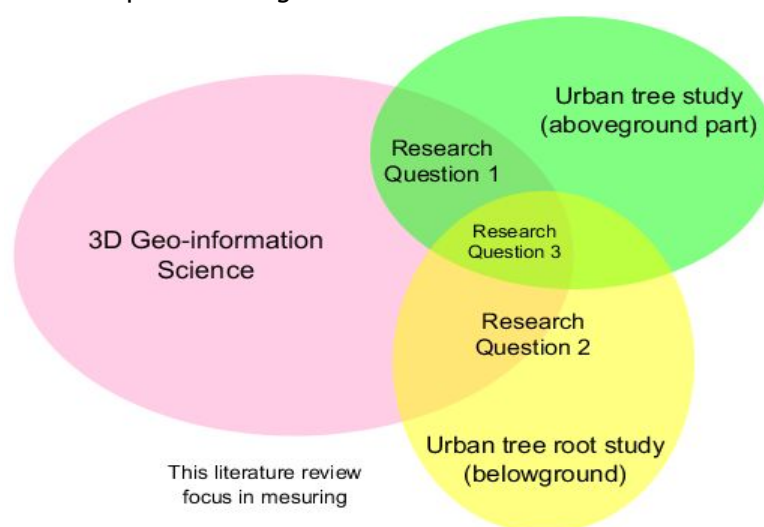 Urban tree study
(aboveground part)
Research
Question 1
3D Geo-information
Science
Research
Question 3
Research
Question 2
Urban tree root study
(belowground)
This literature review
focus in mesuring